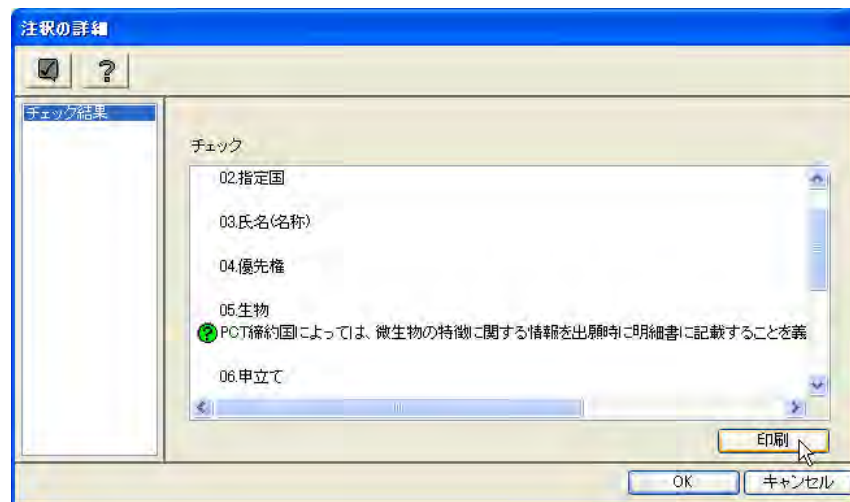 注釈の詳細
?
チェック結果
チェック
02.指定国
03.氏名(名称)
04.優先権
05.生物
? PCT締約国によっては、微生物の特徴に関する情報を出願時に明細書に記載することを義
06.申立て
印刷
OK
キャンセル